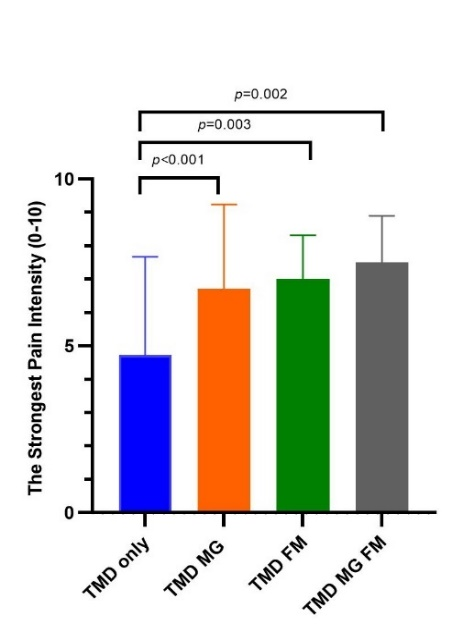 p=0.002
p=0.003
p<0.001
The Strongest Pain Intensity (0-10)
10
5
0
TMD only
TMD MG
TMD FM
TMD MG FM